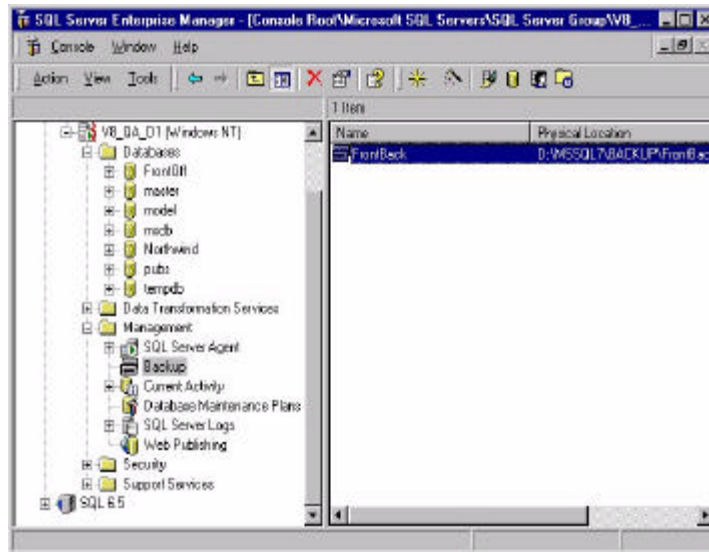 SQL Server Enterprise Manager - [Console Root\Microsoft SQL Servers\SQL Server Group\V8_...
Console Window Help
Action View Tools
1 Item
Name Physical Location
FrontBack D:\MSSQL7\BACKUP\FrontBac
V8_QA_D1 (Windows NT)
Databases
FrontOff
master
model
msdb
Northwind
pubs
tempdb
Data Transformation Services
Management
SQL Server Agent
Backup
Current Activity
Database Maintenance Plans
SQL Server Logs
Web Publishing
Security
Support Services
SQL 6.5